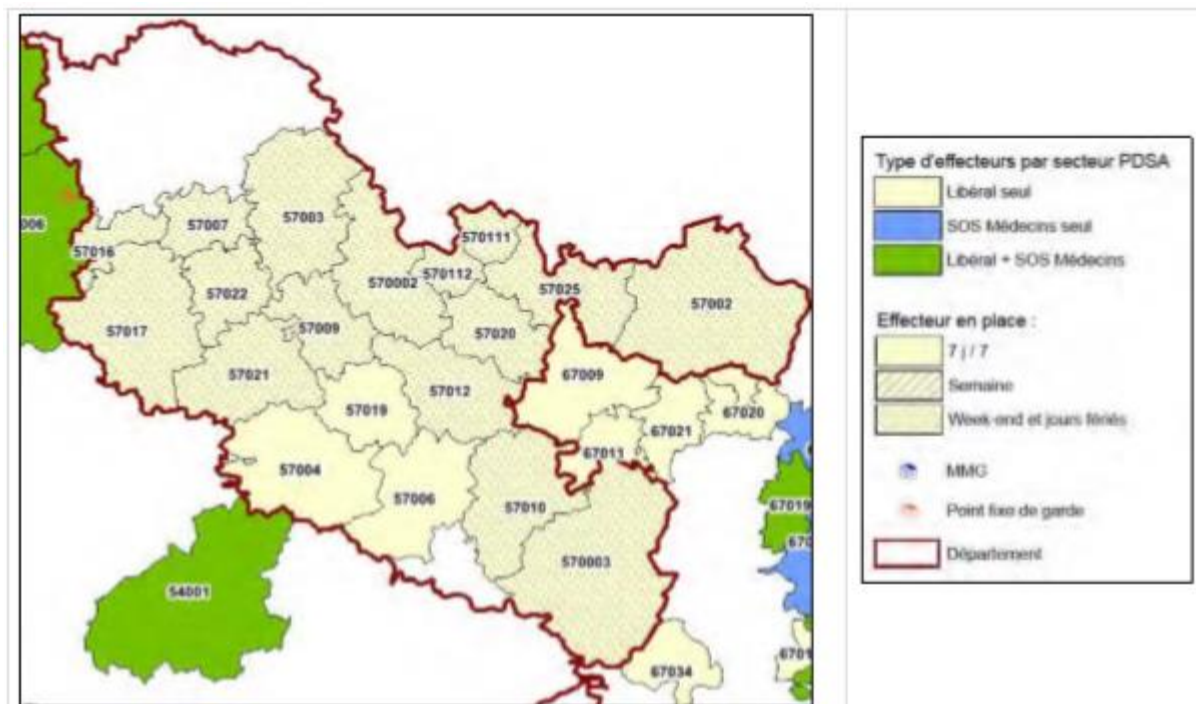 57003
57007
006
570111
57016
570112
57022
570002
57025
57002
57017
57009
57020
57021
67009
57019
57012
67020
67021
67011
57004
57006
57010
67019
570003
54001
67034
Type d'effecteurs par secteur PDSA
Libéral seul
SOS Médecins seul
Libéral + SOS Médecins
Effecteur en place :
7 j / 7
Semaine
Week-end et jours fériés
MMG
Point fixe de garde
Département